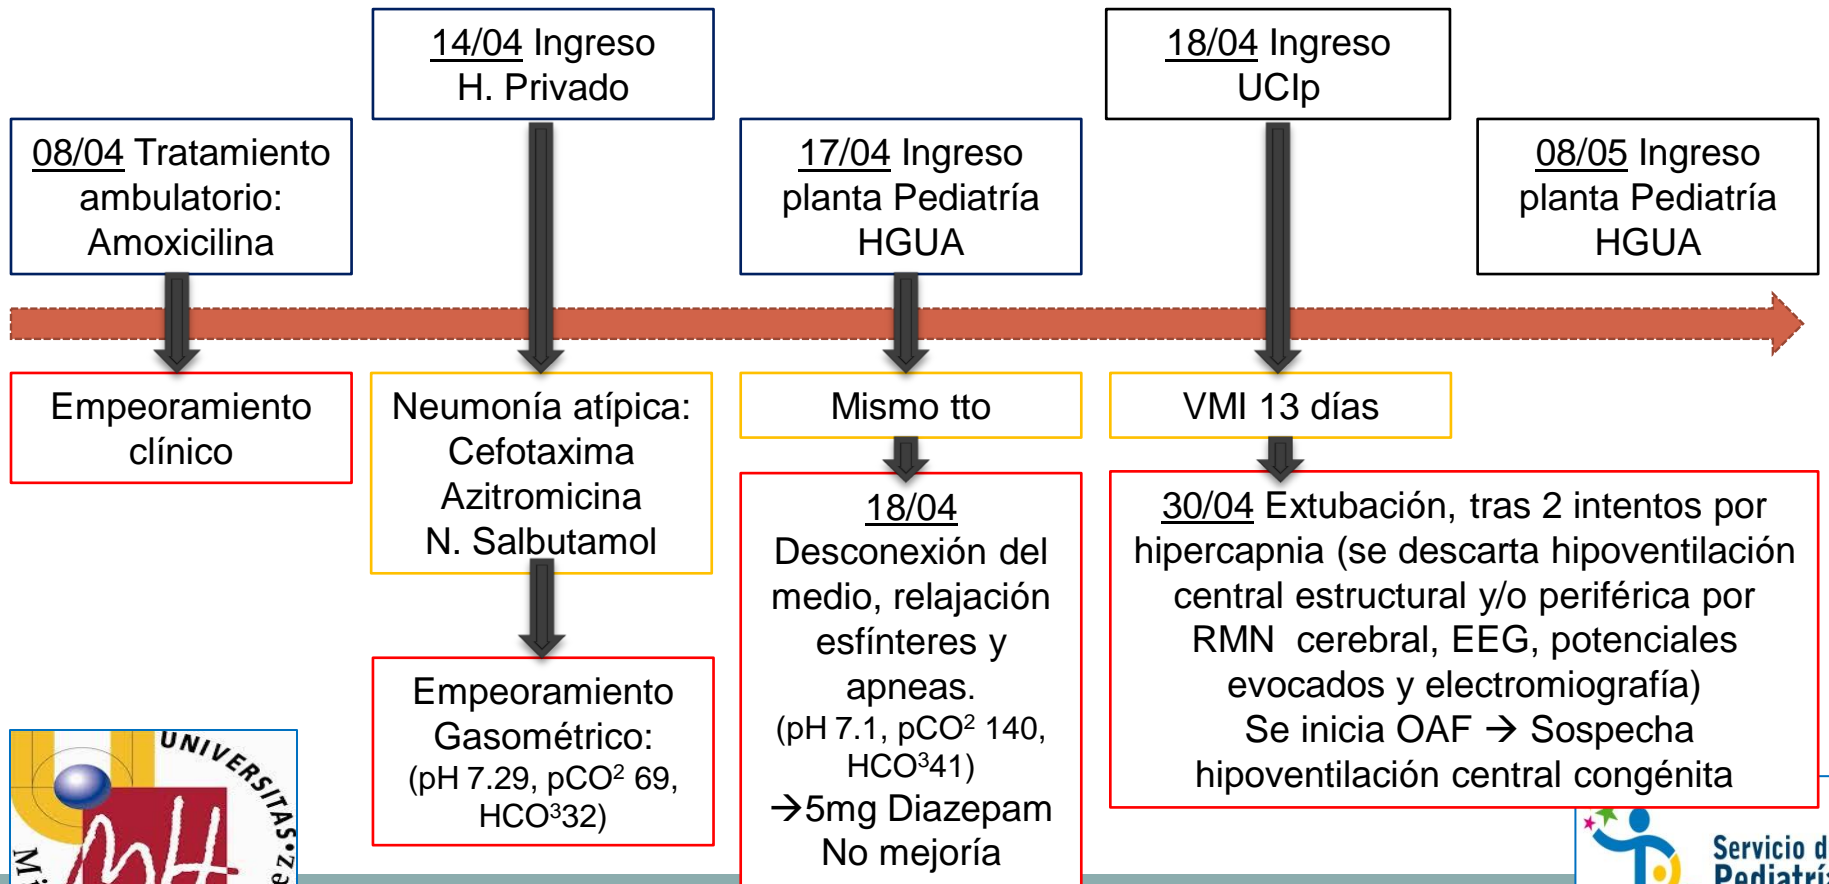 08/04 Tratamiento
ambulatorio:
Amoxicilina
14/04 Ingreso
H. Privado
17/04 Ingreso
planta Pediatría
HGUA
18/04 Ingreso
UCIp
08/05 Ingreso
planta Pediatría
HGUA
Empeoramiento
clínico
Neumonía atípica:
Cefotaxima
Azitromicina
N. Salbutamol
Empeoramiento
Gasométrico:
(pH 7.29, pCO² 69,
HCO³32)
Mismo tto
18/04
Desconexión del
medio, relajación
esfínteres y
apneas.
(pH 7.1, pCO² 140,
HCO³41)
→5mg Diazepam
No mejoría
VMI 13 días
30/04 Extubación, tras 2 intentos por
hipercapnia (se descarta hipoventilación
central estructural y/o periférica por
RMN cerebral, EEG, potenciales
evocados y electromiografía)
Se inicia OAF → Sospecha
hipoventilación central congénita
UNIVERSITAS
MH
Servicio d
Pediatría